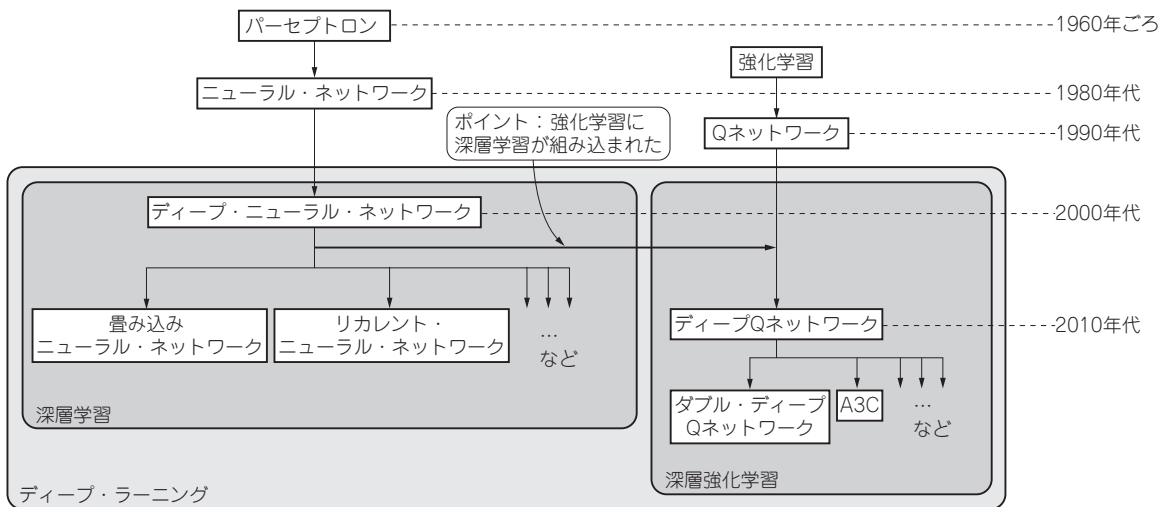 パーセプトロン
1960年ごろ
強化学習
ニューラル・ネットワーク
1980年代
ポイント：強化学習に
深層学習が組み込まれた
Qネットワーク
1990年代
ディープ・ニューラル・ネットワーク
2000年代
畳み込み
ニューラル・ネットワーク
リカレント・
ニューラル・ネットワーク
…
など
ディープQネットワーク
2010年代
ダブル・ディープ
Qネットワーク
A3C
…
など
深層学習
深層強化学習
ディープ・ラーニング